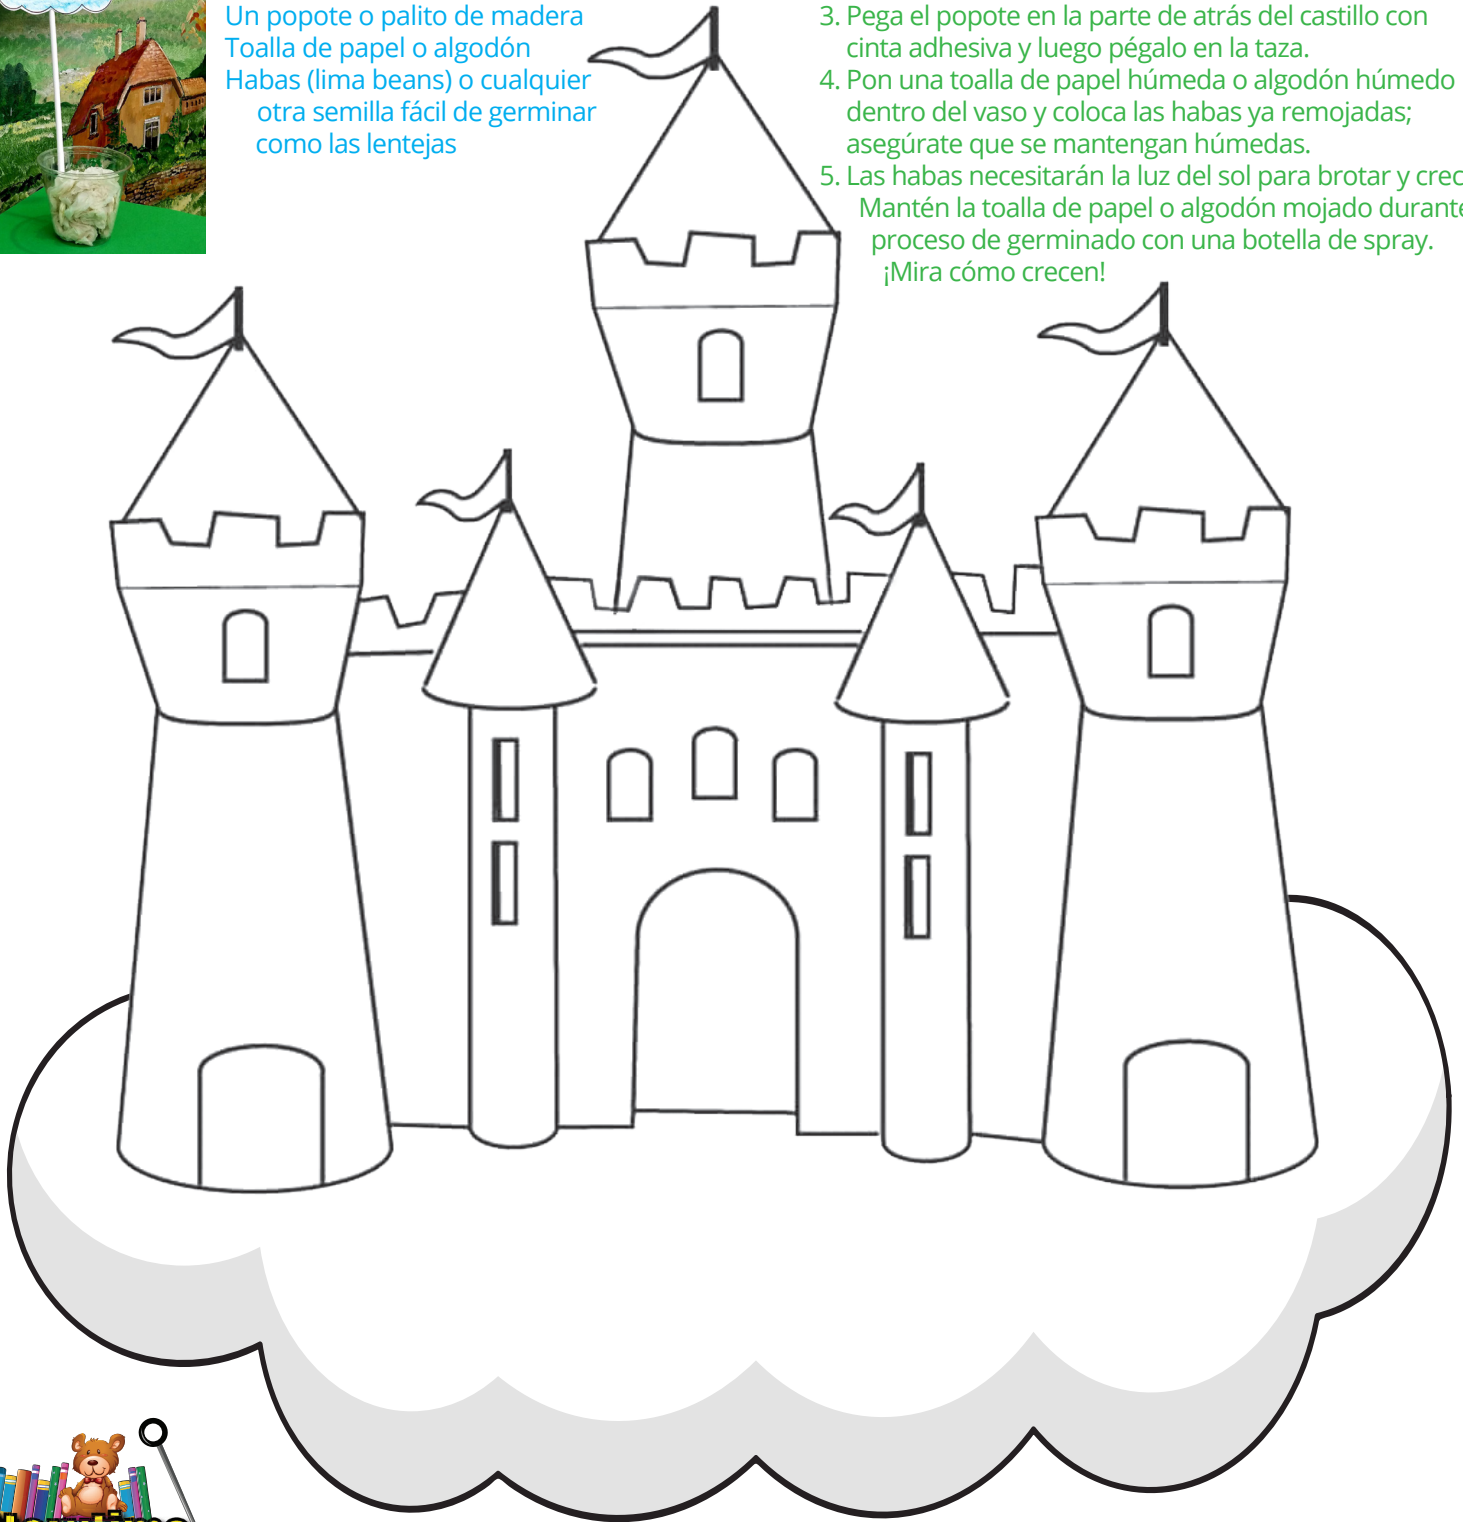 Un popote o palito de madera
Toalla de papel o algodón
Habas (lima beans) o cualquier
otra semilla fácil de germinar
como las lentejas
3. Pega el popote en la parte de atrás del castillo con
cinta adhesiva y luego pégalo en la taza.
4. Pon una toalla de papel húmeda o algodón húmedo
dentro del vaso y coloca las habas ya remojadas;
asegúrate que se mantengan húmedas.
5. Las habas necesitarán la luz del sol para brotar y crec
Mantén la toalla de papel o algodón mojado durante
proceso de germinado con una botella de spray.
¡Mira cómo crecen!